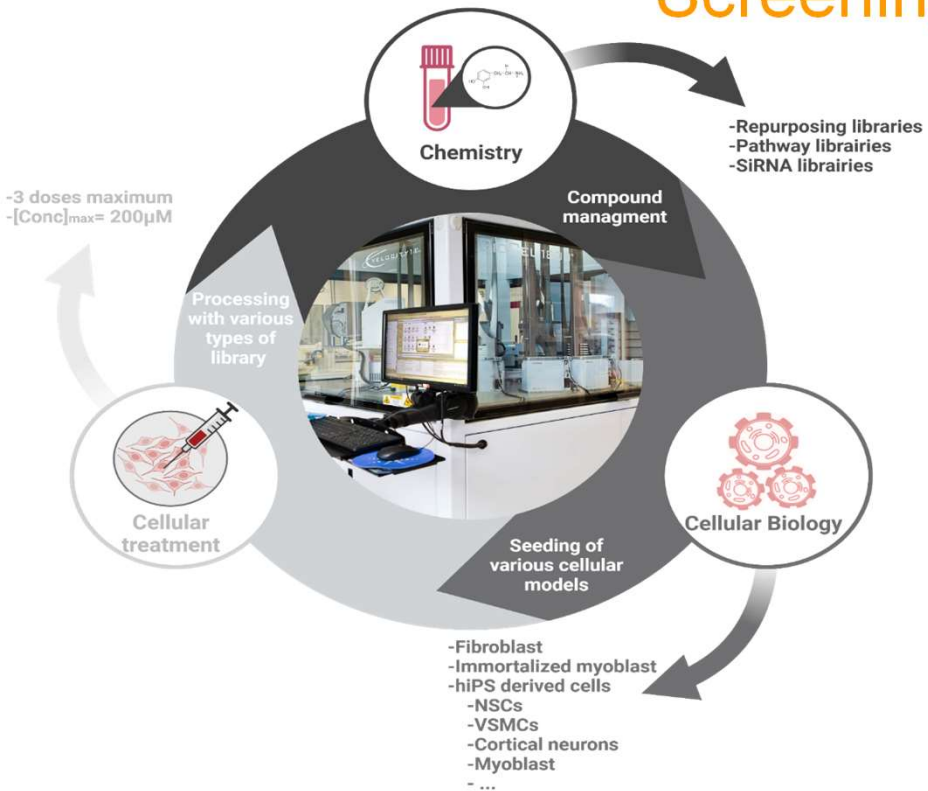 Screenin
Chemistry
-Repurposing libraries
-Pathway librairies
-SiRNA librairies
Compound
managment
-3 doses maximum
-[Conc]max= 200µM
Processing
with various
types of
library
Cellular
treatment
Cellular Biology
Seeding of
various cellular
models
-Fibroblast
-Immortalized myoblast
-hiPS derived cells
-NSCs
-VSMCs
-Cortical neurons
-Myoblast
- ...